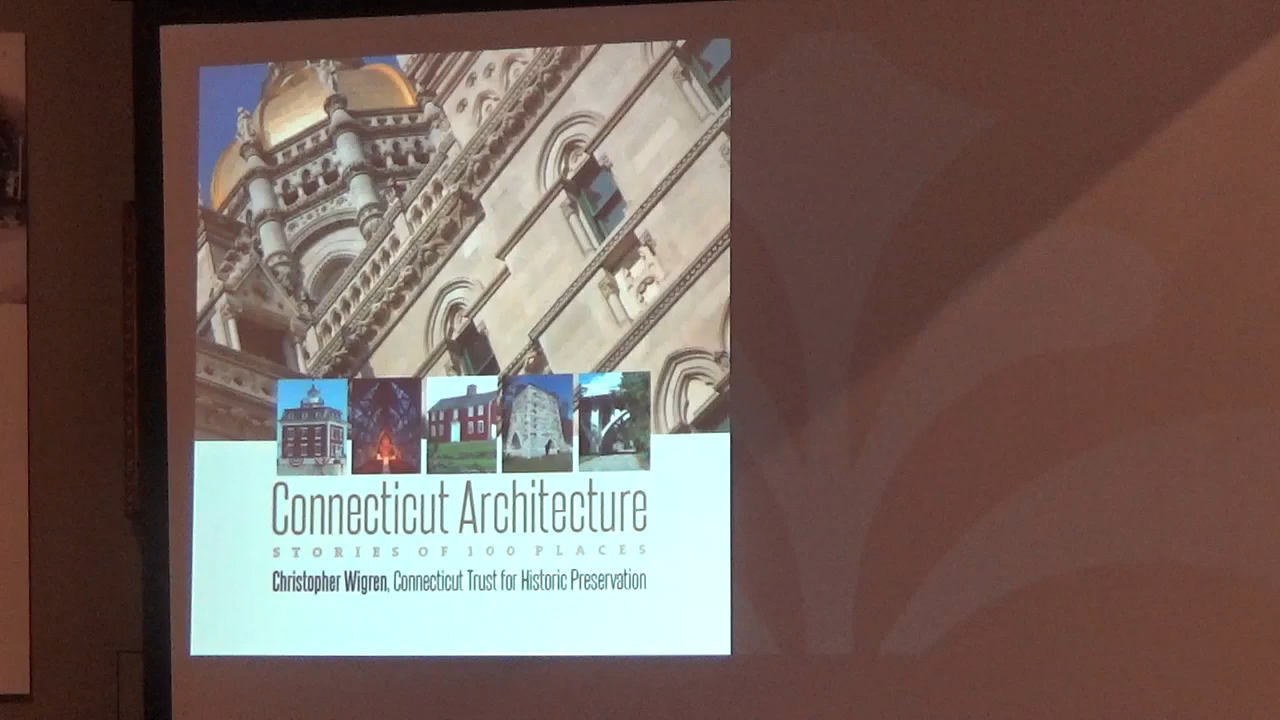 Connecticut Architecture
STORIES OF 100 PLACES
Christopher Wigren, Connecticut Trust for Historic Preservation